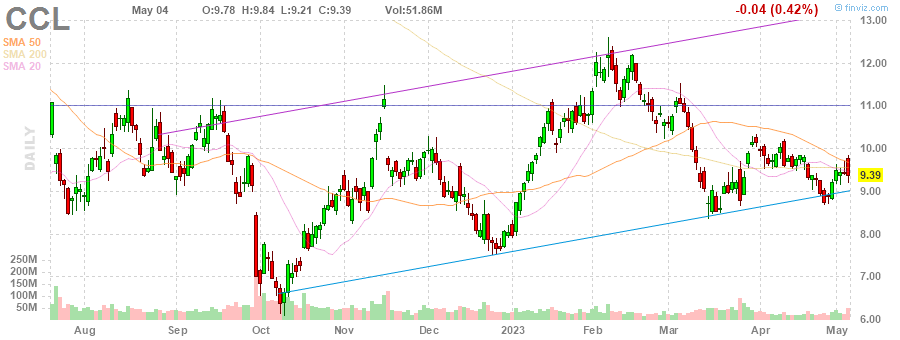 CCL May 04 O:9.78 H:9.84 L:9.21 C:9.39 Vol:51.86M -0.04 (0.42%) © finviz.com
SMA 50
SMA 200
SMA 20
DAILY
13.00
12.00
11.00
10.00
9.39
9.00
8.00
7.00
6.00
250M
200M
150M
100M
50M
Aug Sep Oct Nov Dec 2023 Feb Mar Apr May